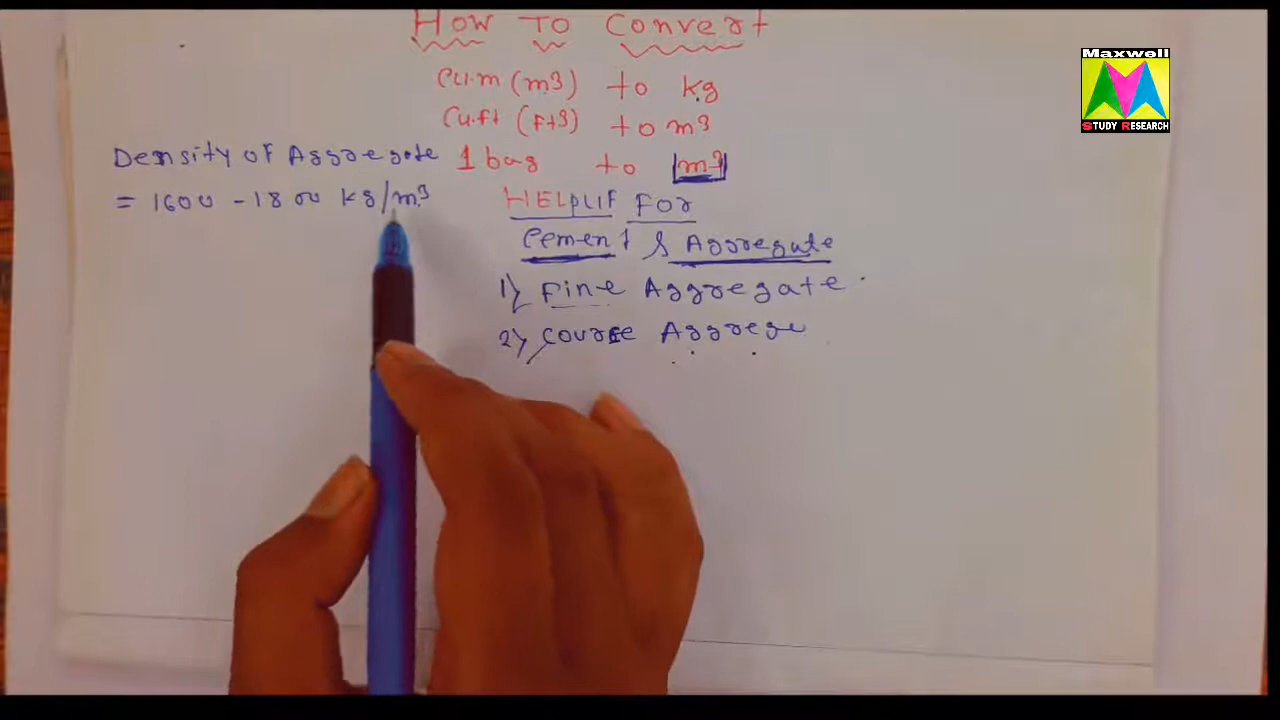 How To Convert
Cu.m (m3) to kg
Cu.ft (ft3) to m3
1 bag to m3
Density of Aggregate
= 1600 - 1800 kg/m3
HELpLIF For
Cement & Aggregate
1) Fine Aggregate
2) Course Aggrege
Maxwell
STUDY RESEARCH